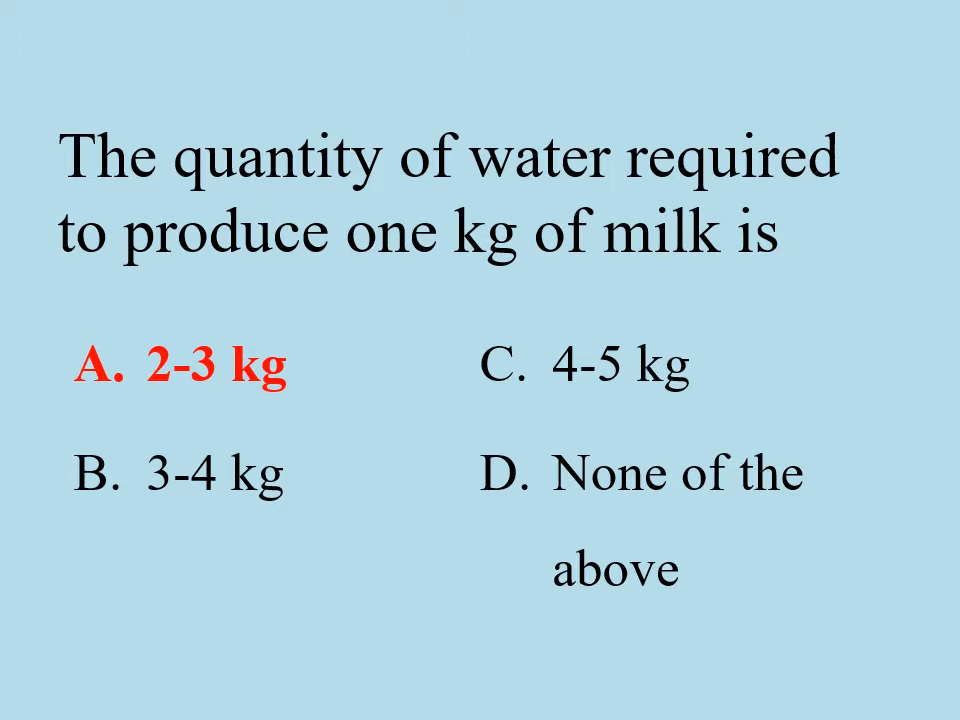 The quantity of water required
to produce one kg of milk is
A. 2-3 kg
B. 3-4 kg
C. 4-5 kg
D. None of the
above